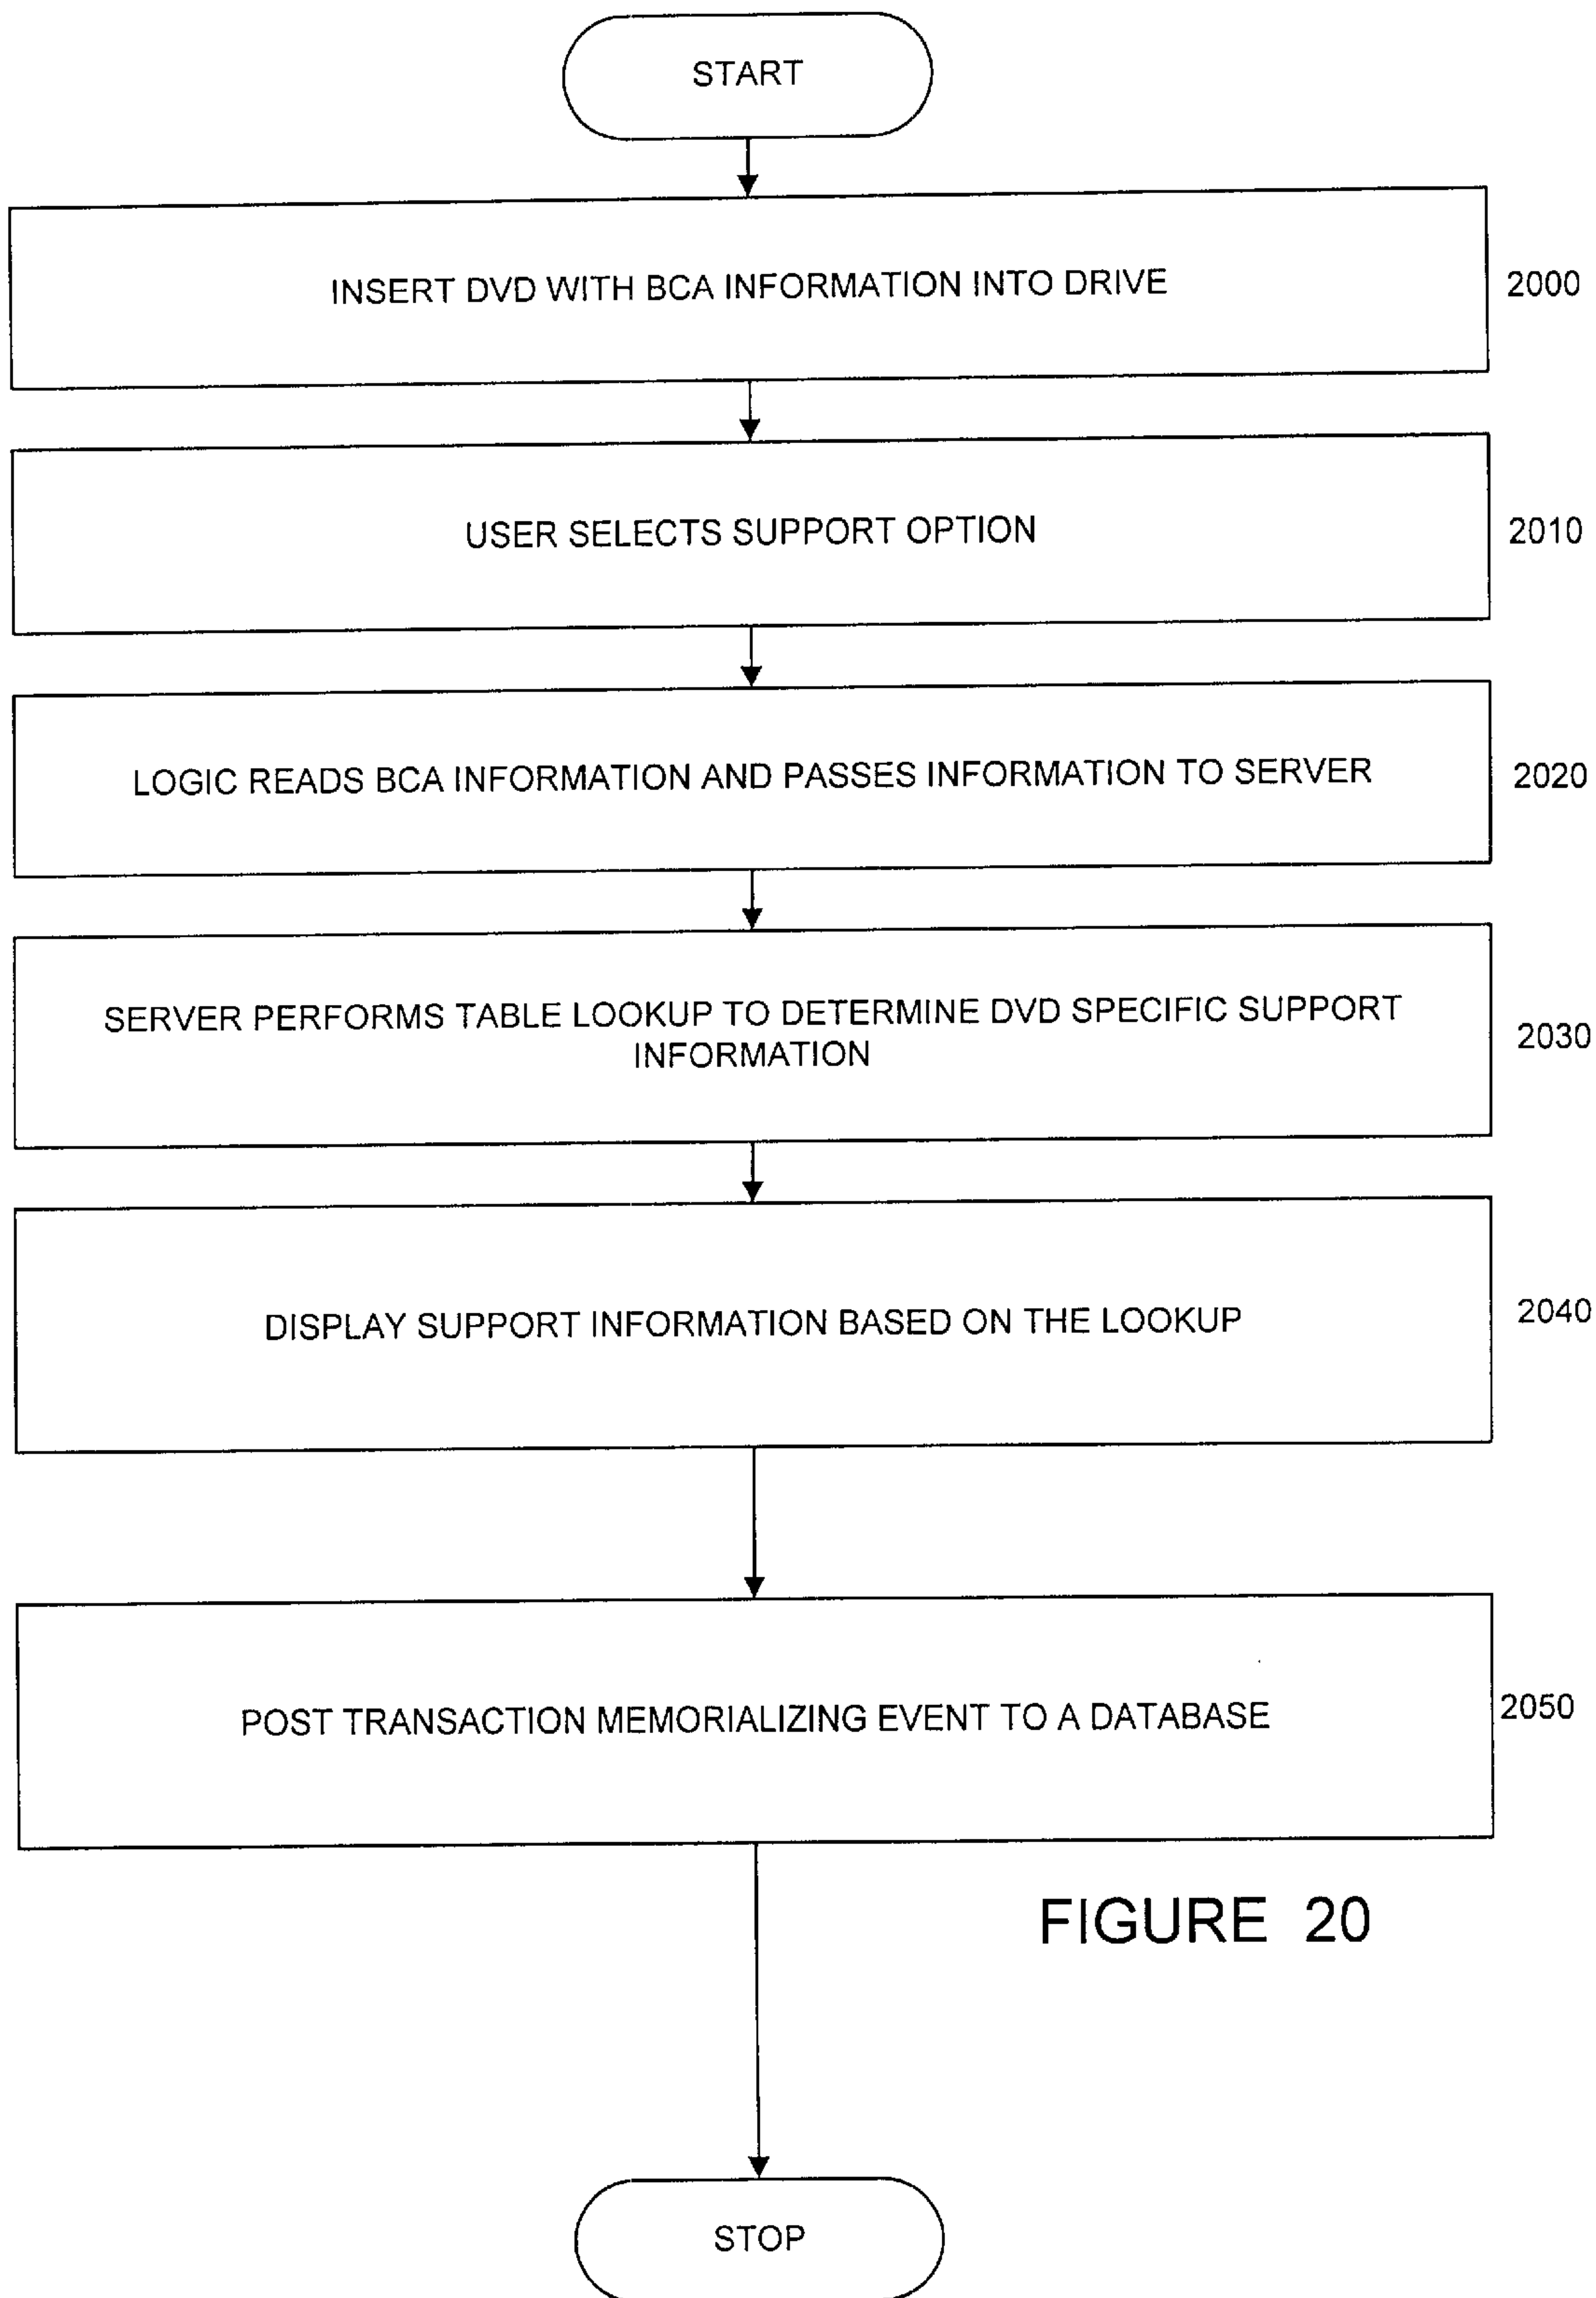 START
INSERT DVD WITH BCA INFORMATION INTO DRIVE
2000
USER SELECTS SUPPORT OPTION
2010
LOGIC READS BCA INFORMATION AND PASSES INFORMATION TO SERVER
2020
SERVER PERFORMS TABLE LOOKUP TO DETERMINE DVD SPECIFIC SUPPORT
INFORMATION
2030
DISPLAY SUPPORT INFORMATION BASED ON THE LOOKUP
2040
POST TRANSACTION MEMORIALIZING EVENT TO A DATABASE
2050
FIGURE 20
STOP